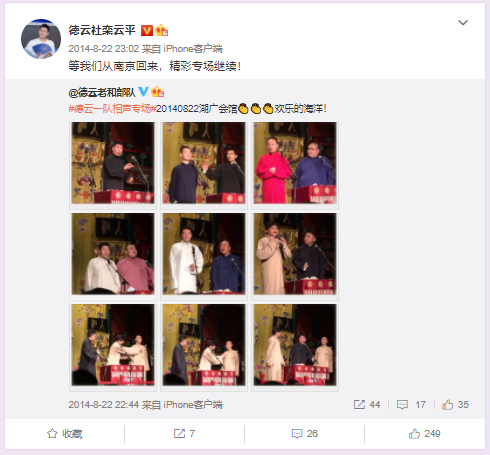 德云社栾云平
2014-8-22 23:02 来自 iPhone客户端
等我们从南京回来，精彩专场继续！
@德云老和部队
#德云一队相声专场#20140822湖广会馆👏👏👏欢乐的海洋！
2014-8-22 22:44 来自 iPhone客户端 44 17 35
收藏 7 26 249